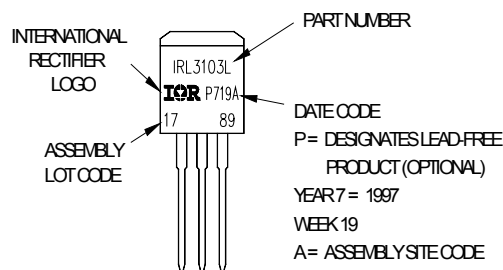 PART NUMBER
INTERNATIONAL
RECTIFIER
LOGO
IRL3103L
IOR P719A
17 89
ASSEMBLY
LOT CODE
DATE CODE
P = DESIGNATES LEAD-FREE
PRODUCT (OPTIONAL)
YEAR 7 = 1997
WEEK 19
A = ASSEMBLY SITE CODE